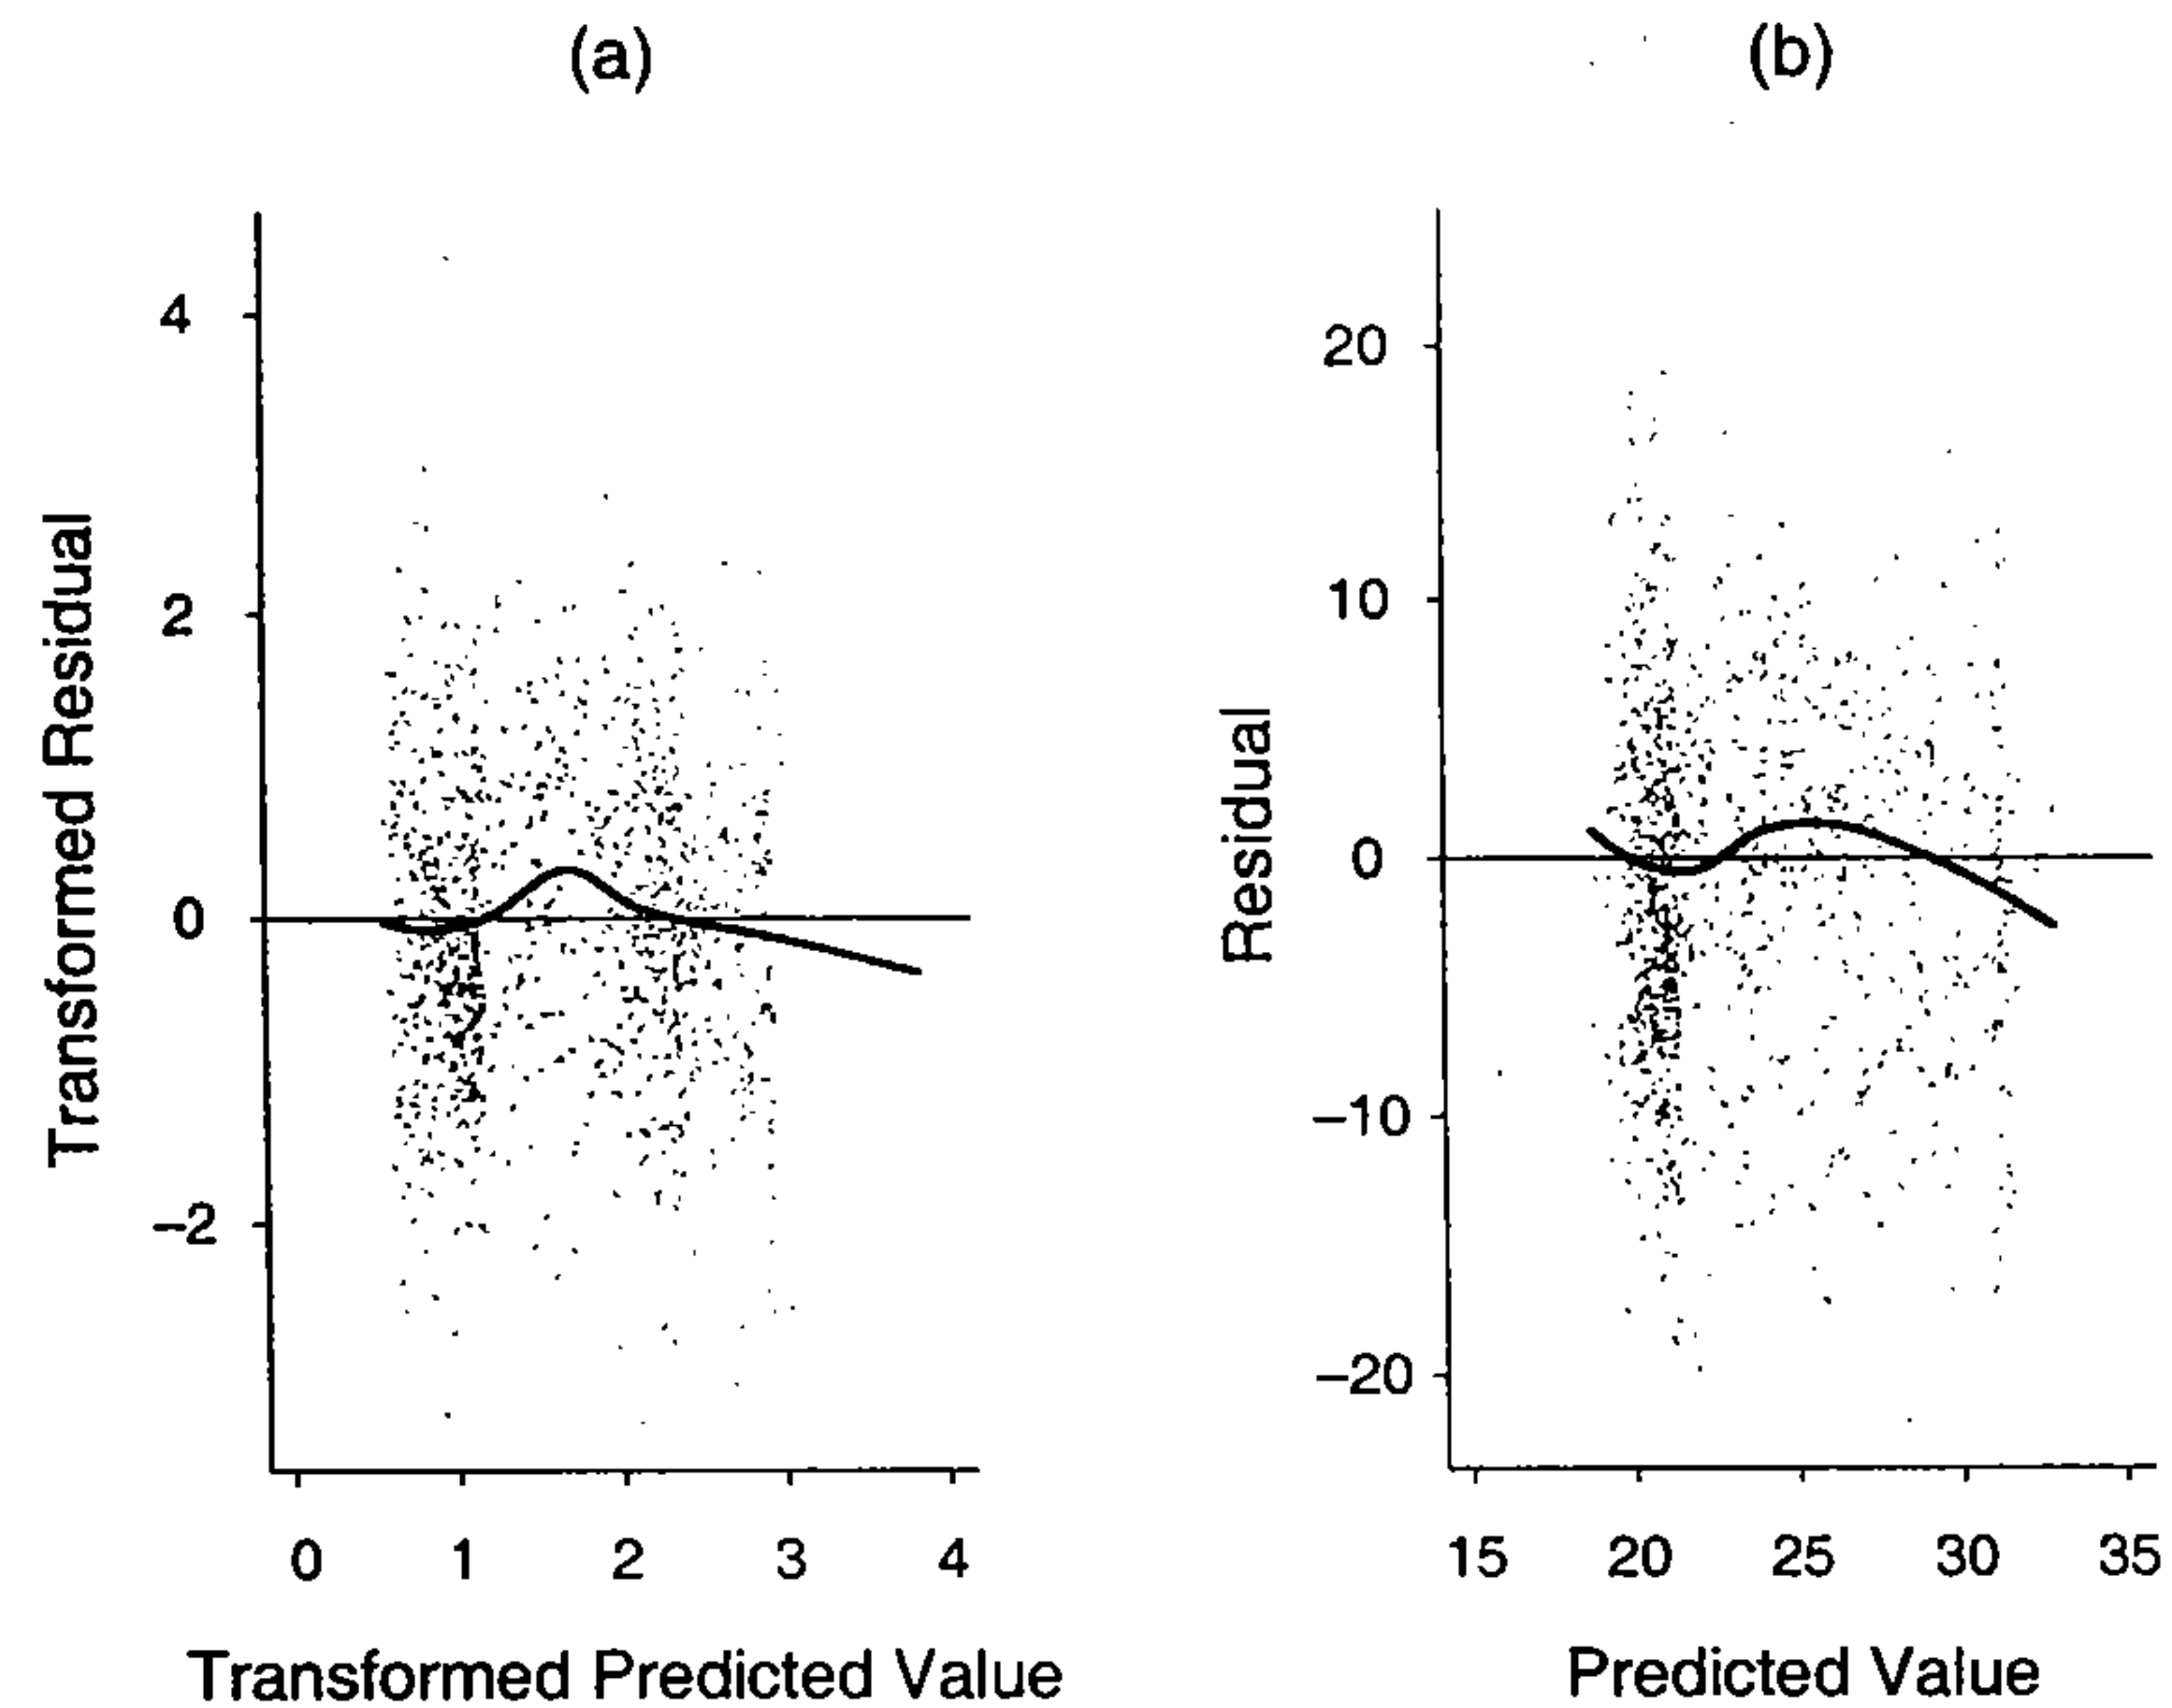 (a)
Transformed Residual
4
2
0
−2
0 1 2 3 4
Transformed Predicted Value
(b)
Residual
20
10
0
−10
−20
15 20 25 30 35
Predicted Value